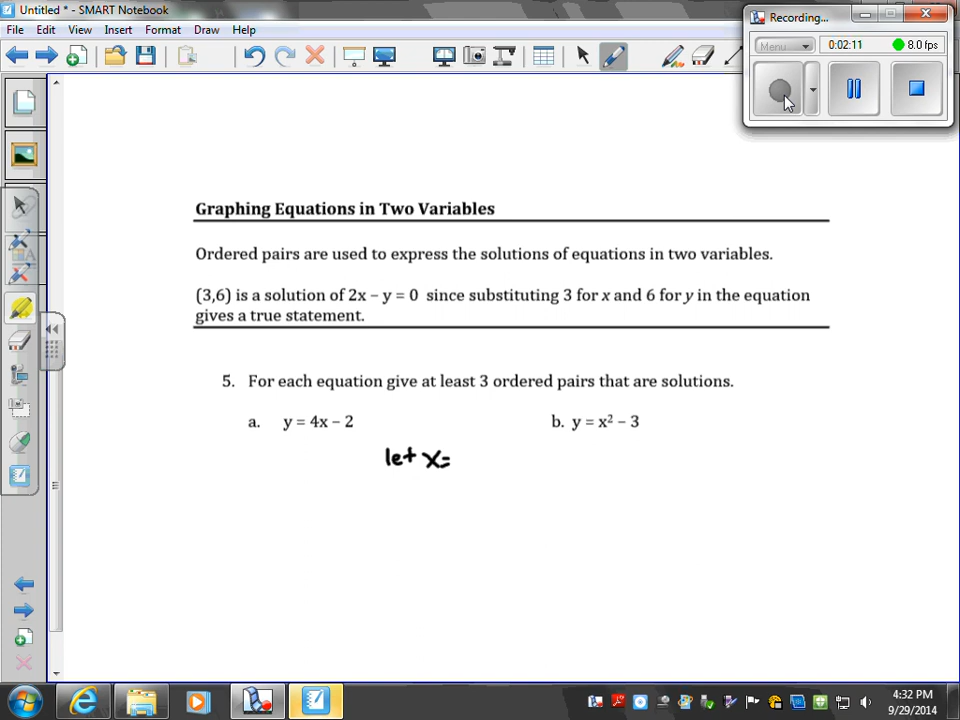 Untitled * - SMART Notebook
Recording...
File Edit View Insert Format Draw Help
Menu
0:02:11
8.0 fps
Graphing Equations in Two Variables
Ordered pairs are used to express the solutions of equations in two variables.
(3,6) is a solution of 2x – y = 0 since substituting 3 for x and 6 for y in the equation
gives a true statement.
5. For each equation give at least 3 ordered pairs that are solutions.
a. y = 4x – 2
b. y = x² – 3
let x=
4:32 PM
9/29/2014